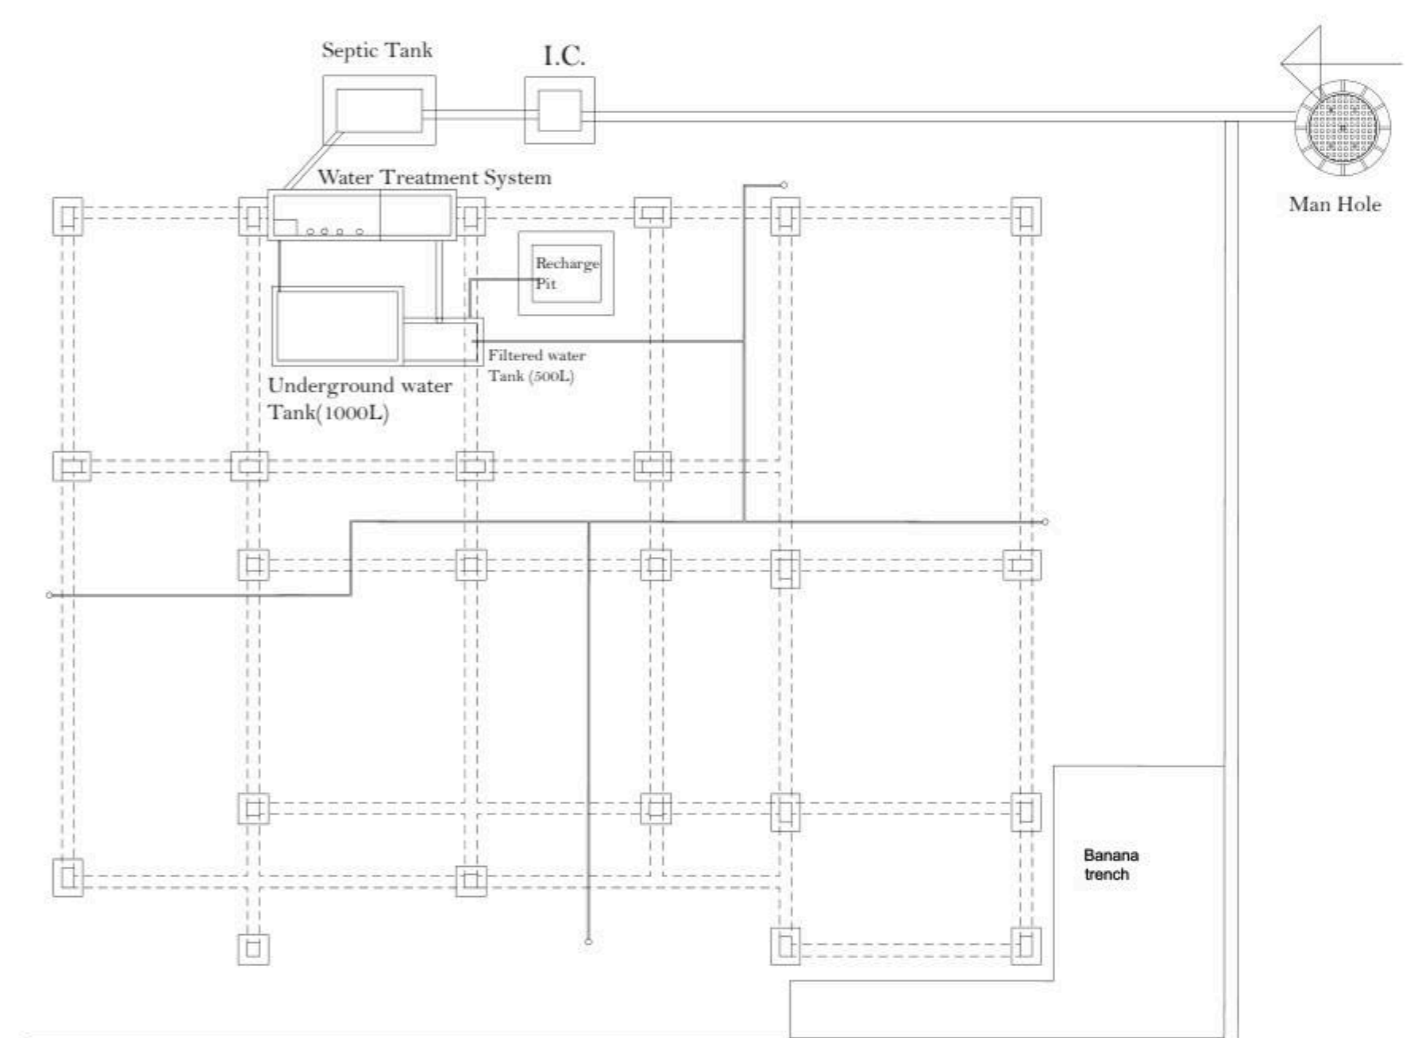 Septic Tank
I.C.
Water Treatment System
Man Hole
Recharge
Pit
Filtered water
Tank (500L)
Underground water
Tank(1000L)
Banana
trench